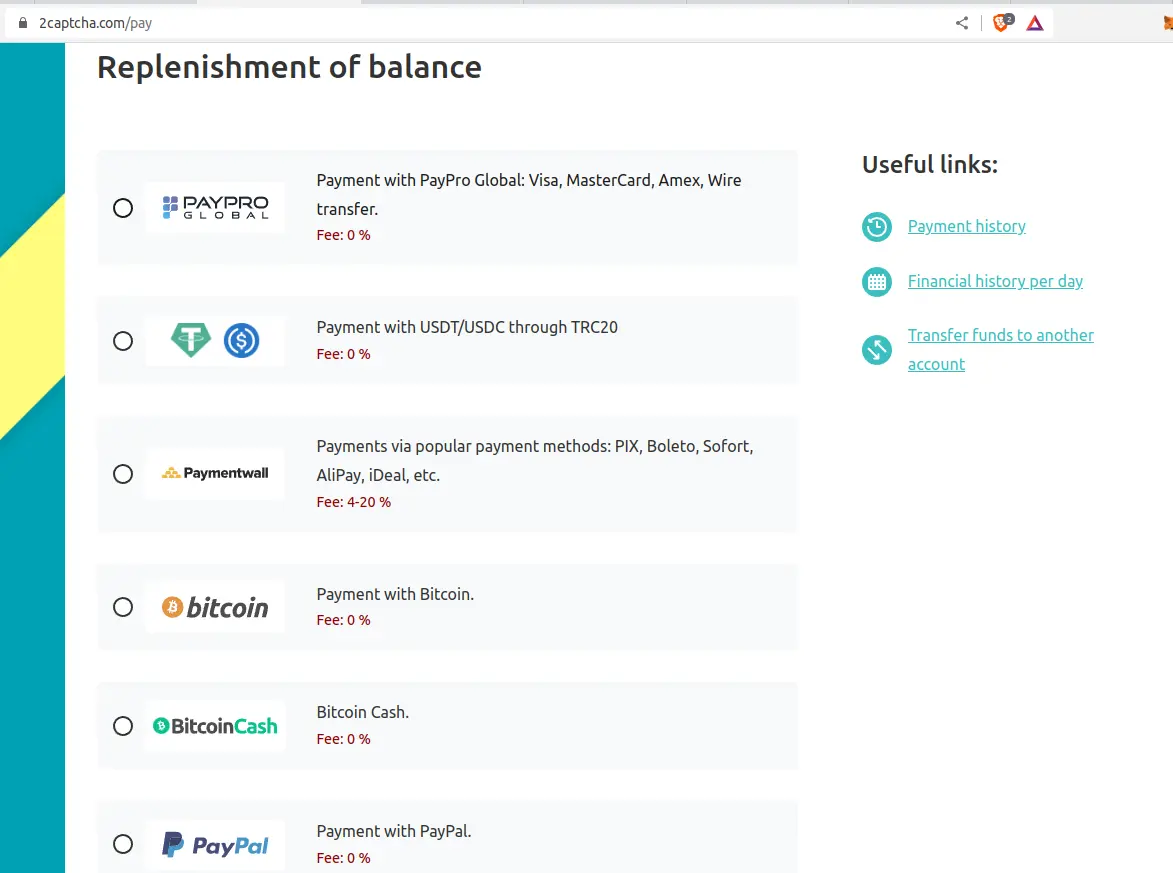 2captcha.com/pay
2
Replenishment of balance
PAYPRO
GLOBAL
Payment with PayPro Global: Visa, MasterCard, Amex, Wire
transfer.
Fee: 0 %
Payment with USDT/USDC through TRC20
Fee: 0 %
Paymentwall
Payments via popular payment methods: PIX, Boleto, Sofort,
AliPay, iDeal, etc.
Fee: 4-20 %
bitcoin
Payment with Bitcoin.
Fee: 0 %
BitcoinCash
Bitcoin Cash.
Fee: 0 %
PayPal
Payment with PayPal.
Fee: 0 %
Useful links:
Payment history
Financial history per day
Transfer funds to another
account